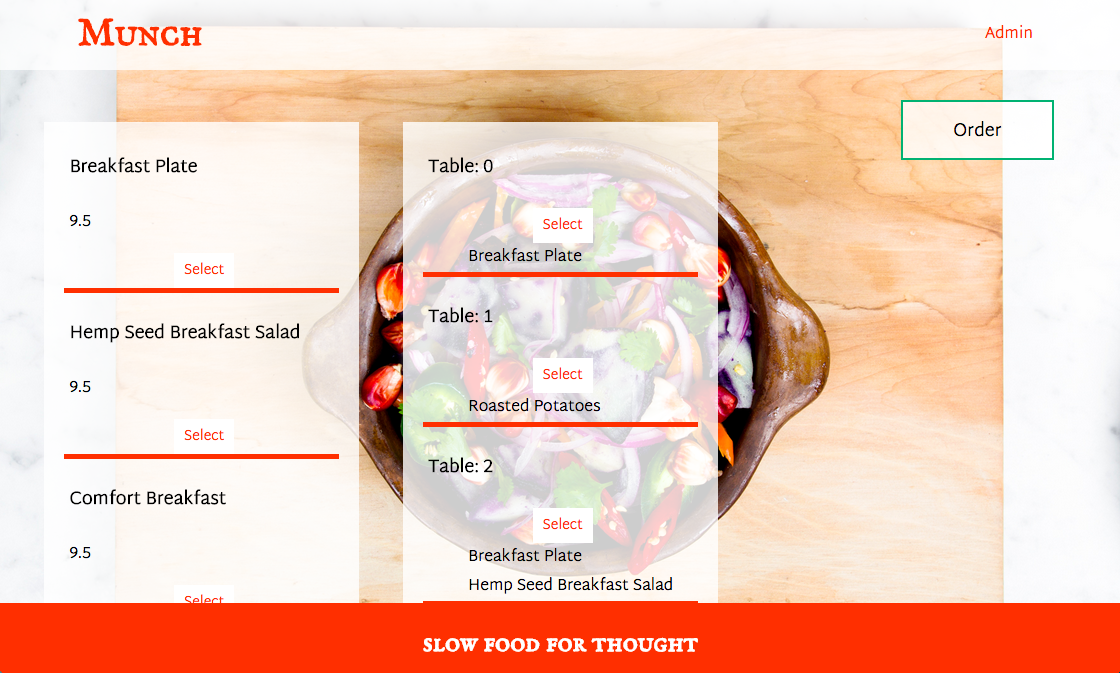 Munch
Admin
Order
Breakfast Plate
9.5
Select
Hemp Seed Breakfast Salad
9.5
Select
Comfort Breakfast
9.5
Select
Table: 0
Select
Breakfast Plate
Table: 1
Select
Roasted Potatoes
Table: 2
Select
Breakfast Plate
Hemp Seed Breakfast Salad
SLOW FOOD FOR THOUGHT